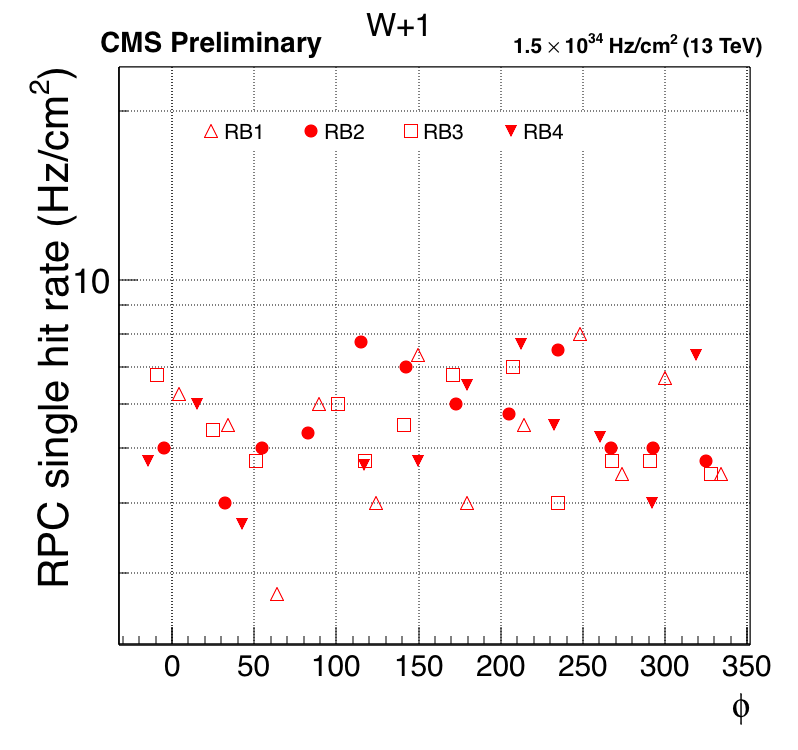 W+1
CMS Preliminary 1.5 × 10³⁴ Hz/cm² (13 TeV)
RPC single hit rate (Hz/cm²)
RB1 RB2 RB3 RB4
10
0 50 100 150 200 250 300 350
ϕ